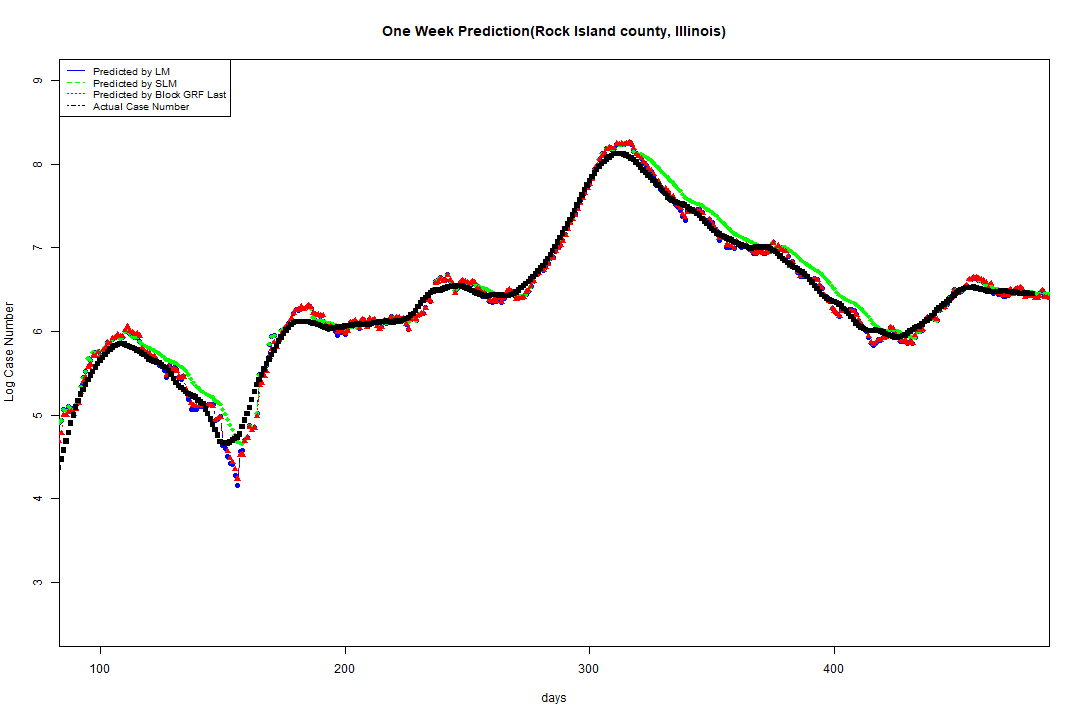 One Week Prediction(Rock Island county, Illinois)
Predicted by LM
Predicted by SLM
Predicted by Block GRF Last
Actual Case Number
9
8
7
6
5
4
3
Log Case Number
100 200 300 400
days